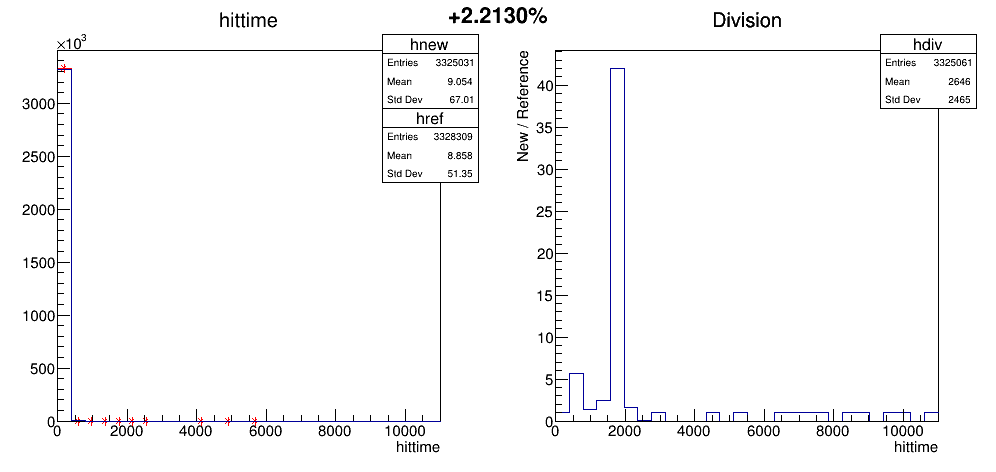 +2.2130%
hittime
×10³
hnew
Entries 3325031
Mean 9.054
Std Dev 67.01
href
Entries 3328309
Mean 8.858
Std Dev 51.35
3000
2500
2000
1500
1000
500
0
0 2000 4000 6000 8000 10000
hittime
Division
hdiv
Entries 3325061
Mean 2646
Std Dev 2465
New / Reference
40
35
30
25
20
15
10
5
0
0 2000 4000 6000 8000 10000
hittime